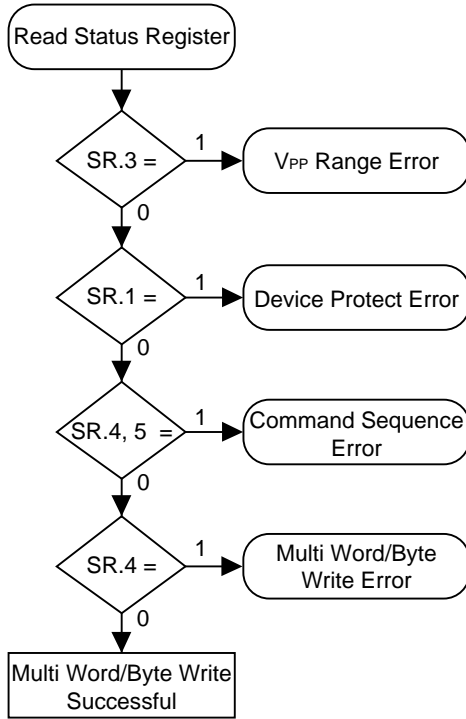 Read Status Register
SR.3 =
1
VPP Range Error
0
SR.1 =
1
Device Protect Error
0
SR.4, 5 =
1
Command Sequence
Error
0
SR.4 =
1
Multi Word/Byte
Write Error
0
Multi Word/Byte Write
Successful